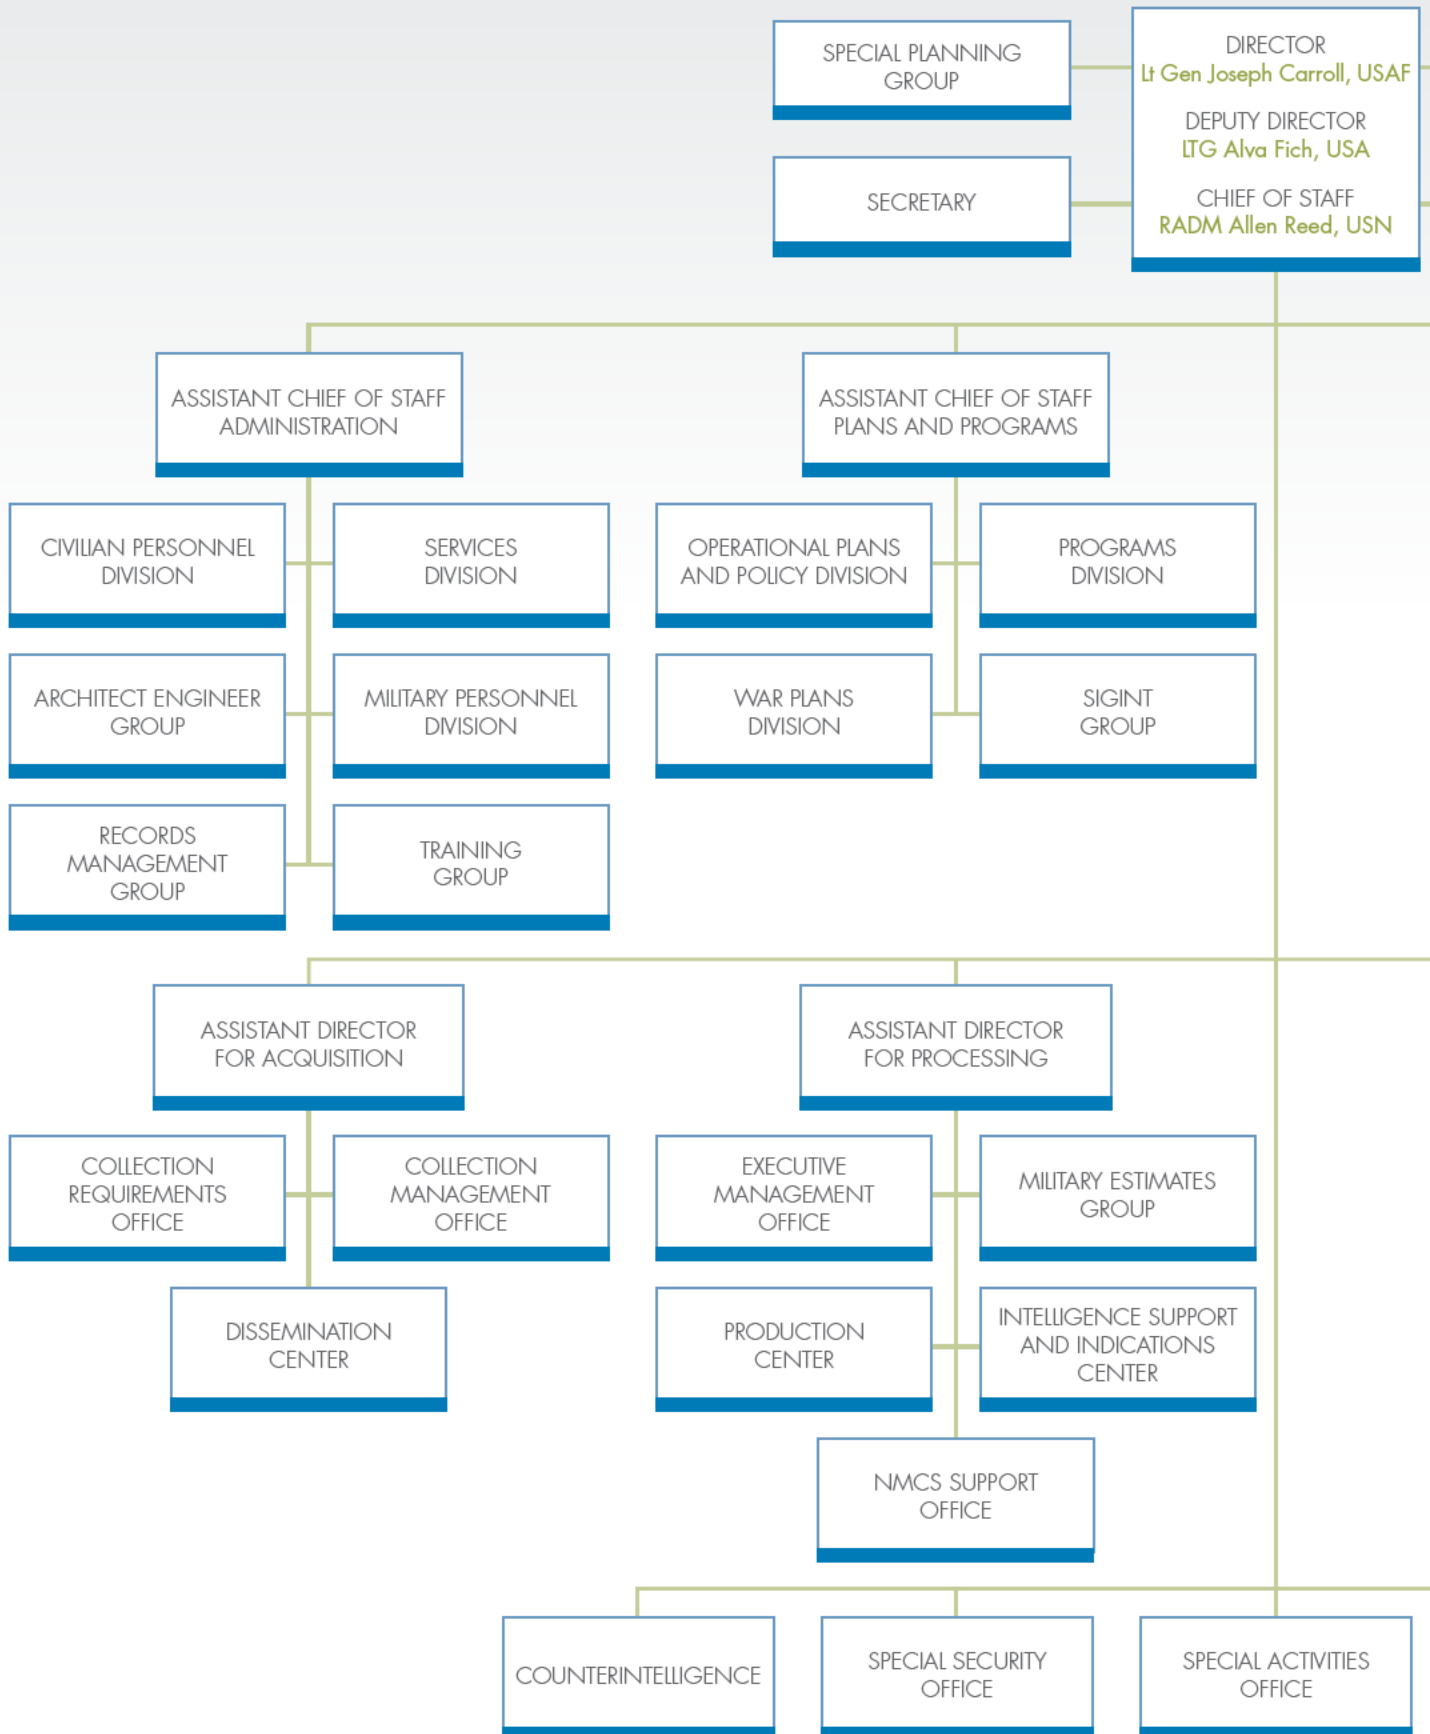 SPECIAL PLANNING
GROUP
DIRECTOR
Lt Gen Joseph Carroll, USAF
DEPUTY DIRECTOR
LTG Alva Fich, USA
CHIEF OF STAFF
RADM Allen Reed, USN
SECRETARY
ASSISTANT CHIEF OF STAFF
ADMINISTRATION
ASSISTANT CHIEF OF STAFF
PLANS AND PROGRAMS
CIVILIAN PERSONNEL
DIVISION
SERVICES
DIVISION
OPERATIONAL PLANS
AND POLICY DIVISION
PROGRAMS
DIVISION
ARCHITECT ENGINEER
GROUP
MILITARY PERSONNEL
DIVISION
WAR PLANS
DIVISION
SIGINT
GROUP
RECORDS
MANAGEMENT
GROUP
TRAINING
GROUP
ASSISTANT DIRECTOR
FOR ACQUISITION
ASSISTANT DIRECTOR
FOR PROCESSING
COLLECTION
REQUIREMENTS
OFFICE
COLLECTION
MANAGEMENT
OFFICE
EXECUTIVE
MANAGEMENT
OFFICE
MILITARY ESTIMATES
GROUP
DISSEMINATION
CENTER
PRODUCTION
CENTER
INTELLIGENCE SUPPORT
AND INDICATIONS
CENTER
NMCS SUPPORT
OFFICE
COUNTERINTELLIGENCE
SPECIAL SECURITY
OFFICE
SPECIAL ACTIVITIES
OFFICE